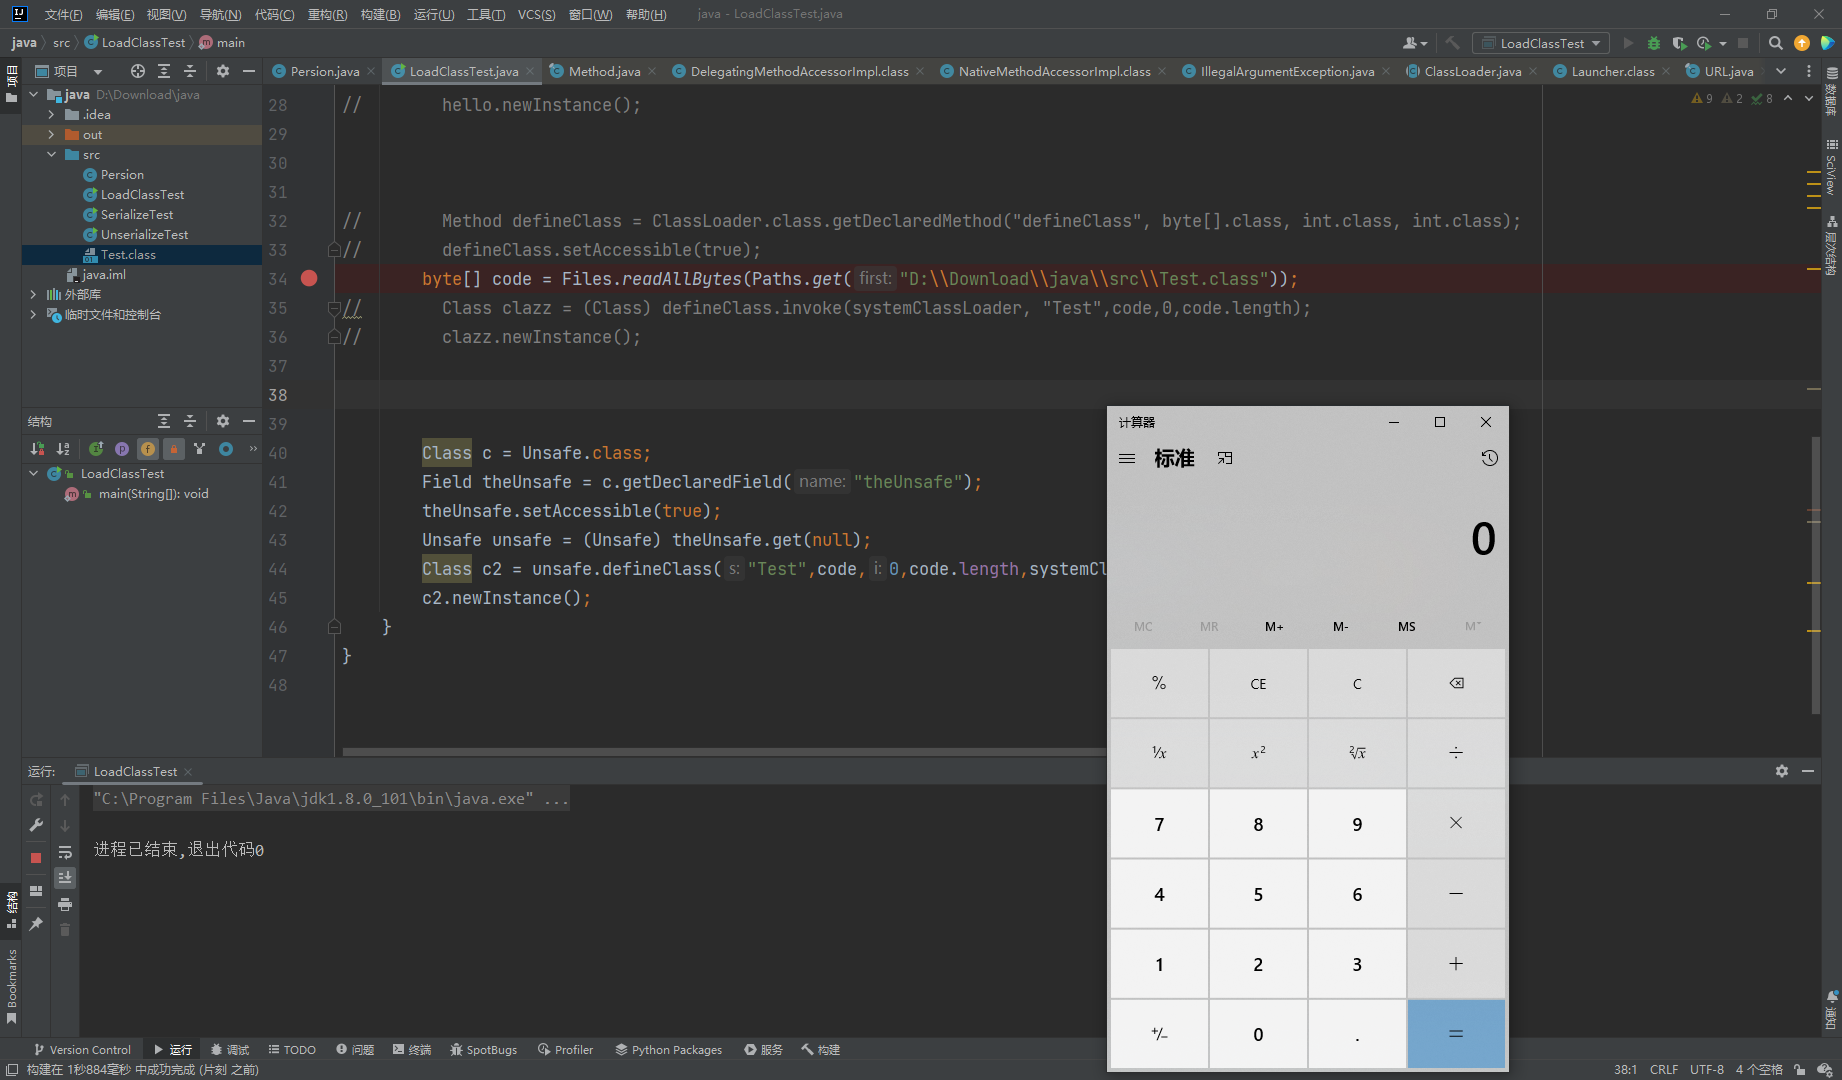 文件(F) 编辑(E) 视图(V) 导航(N) 代码(C) 重构(R) 构建(B) 运行(U) 工具(T) VCS(S) 窗口(W) 帮助(H) java - LoadClassTest.java
java src LoadClassTest main
LoadClassTest
项目
项目
Persion.java LoadClassTest.java Method.java DelegatingMethodAccessorImpl.class NativeMethodAccessorImpl.class IllegalArgumentException.java ClassLoader.java Launcher.class URL.java
java D:\Download\java
.idea
out
src
Persion
LoadClassTest
SerializeTest
UnserializeTest
Test.class
java.iml
外部库
临时文件和控制台
9 2 8
28 // hello.newInstance();
29
30
31
32 // Method defineClass = ClassLoader.class.getDeclaredMethod("defineClass", byte[].class, int.class, int.class);
33 // defineClass.setAccessible(true);
34 byte[] code = Files.readAllBytes(Paths.get( first: "D:\\Download\\java\\src\\Test.class"));
35 // Class clazz = (Class) defineClass.invoke(systemClassLoader, "Test",code,0,code.length);
36 // clazz.newInstance();
37
38
39
40 Class c = Unsafe.class;
41 Field theUnsafe = c.getDeclaredField( name: "theUnsafe");
42 theUnsafe.setAccessible(true);
43 Unsafe unsafe = (Unsafe) theUnsafe.get(null);
44 Class c2 = unsafe.defineClass( s: "Test",code, i: 0,code.length,systemCl
45 c2.newInstance();
46 }
47 }
48
数据库
SciView
层次结构
通知
结构
LoadClassTest
main(String[]): void
计算器
标准
0
MC MR M+ M- MS M˅
% CE C
¹/x x² ²√x ÷
7 8 9 ×
4 5 6 −
1 2 3 +
+/− 0 . =
运行: LoadClassTest
"C:\Program Files\Java\jdk1.8.0_101\bin\java.exe" ...
进程已结束,退出代码0
结构
Bookmarks
Version Control 运行 调试 TODO 问题 终端 SpotBugs Profiler Python Packages 服务 构建
构建在 1秒884毫秒 中成功完成 (片刻 之前) 38:1 CRLF UTF-8 4 个空格